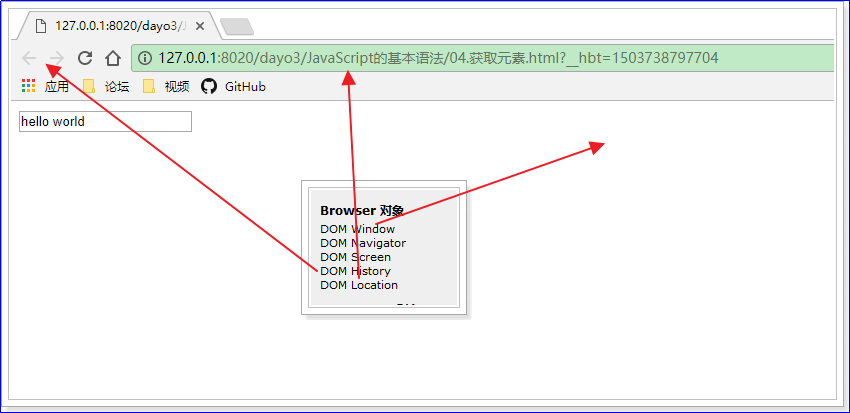 127.0.0.1:8020/dayo3/J
127.0.0.1:8020/dayo3/JavaScript的基本语法/04.获取元素.html?__hbt=1503738797704
应用 论坛 视频 GitHub
hello world
Browser 对象
DOM Window
DOM Navigator
DOM Screen
DOM History
DOM Location